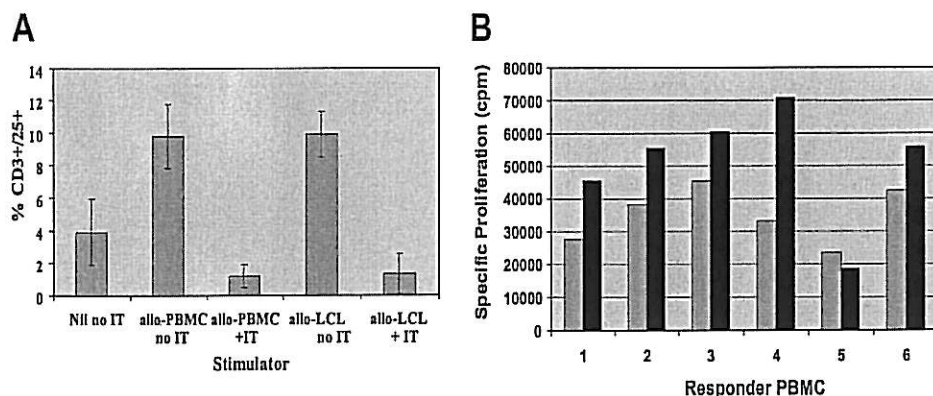 A
% CD3+/25+
14
12
10
8
6
4
2
0
Nil no IT
allo-PBMC
no IT
allo-PBMC
+IT
allo-LCL
no IT
allo-LCL
+ IT
Stimulator
B
Specific Proliferation (cpm)
80000
70000
60000
50000
40000
30000
20000
10000
0
1
2
3
4
5
6
Responder PBMC